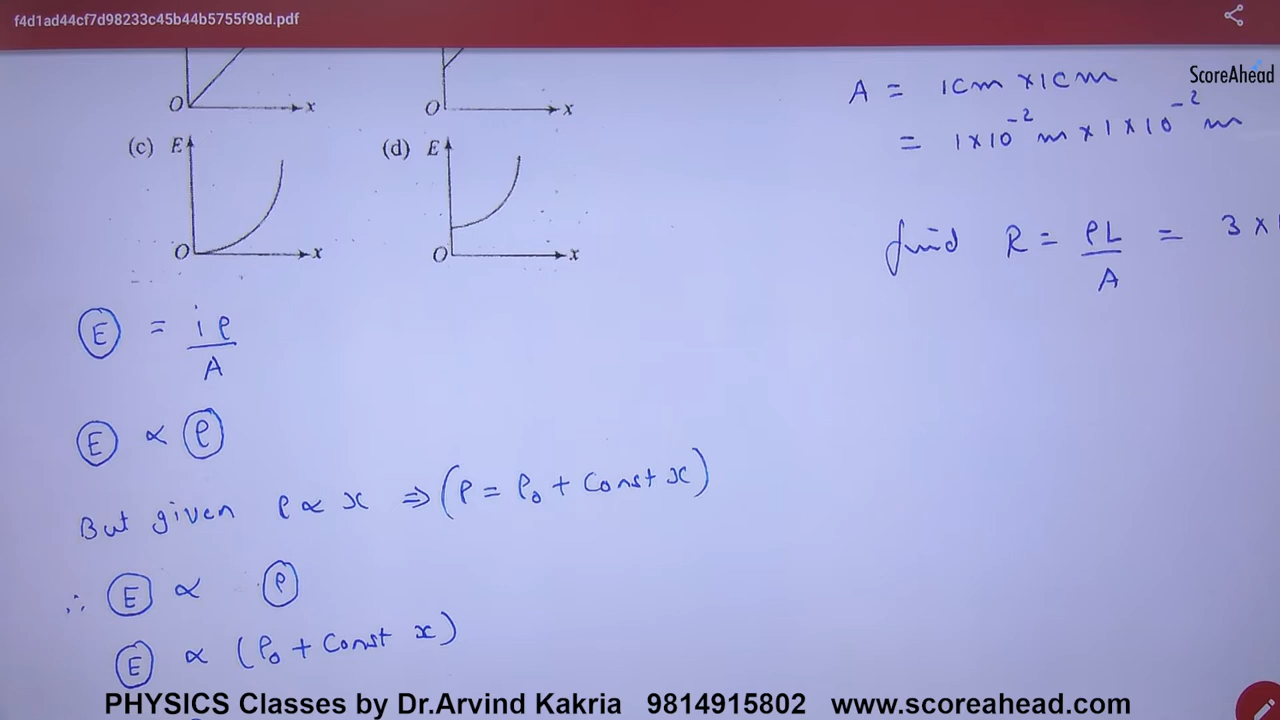 f4d1ad44cf7d98233c45b44b5755f98d.pdf
O x
O x
(c) E
O x
(d) E
O x
E = iρ/A
E ∝ ρ
But given ρ ∝ x ⇒ (ρ = ρ₀ + Const x)
∴ E ∝ ρ
E ∝ (ρ₀ + Const x)
ScoreAhead
A = 1cm × 1cm
= 1 × 10⁻² m × 1 × 10⁻² m
find R = ρL/A = 3 ×
PHYSICS Classes by Dr.Arvind Kakria 9814915802 www.scoreahead.com